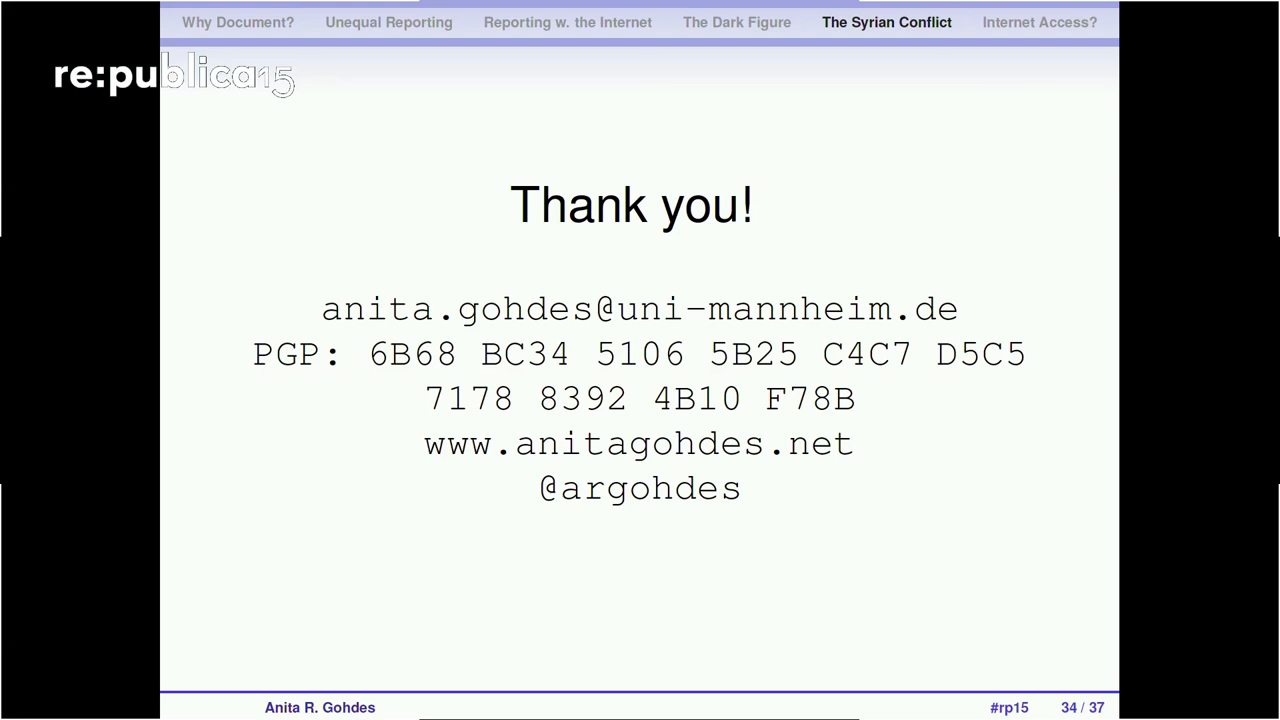 Why Document? Unequal Reporting Reporting w. the Internet The Dark Figure The Syrian Conflict Internet Access?
re:publica15
Thank you!
anita.gohdes@uni-mannheim.de
PGP: 6B68 BC34 5106 5B25 C4C7 D5C5
7178 8392 4B10 F78B
www.anitagohdes.net
@argohdes
Anita R. Gohdes #rp15 34 / 37